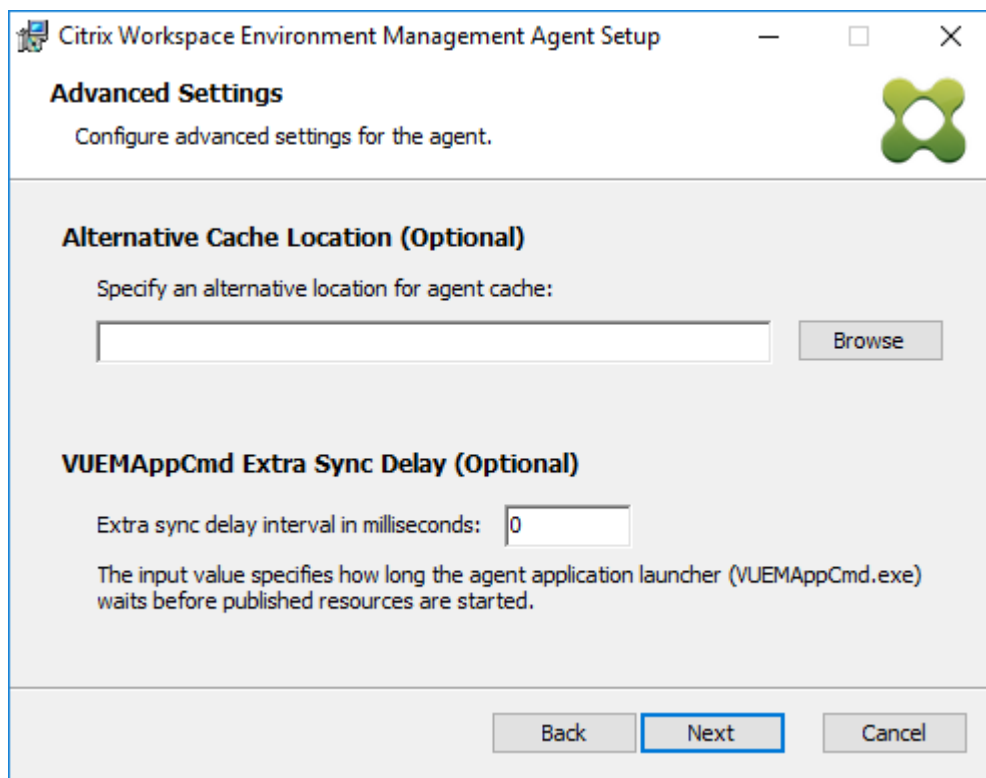 Citrix Workspace Environment Management Agent Setup
Advanced Settings
Configure advanced settings for the agent.
Alternative Cache Location (Optional)
Specify an alternative location for agent cache:
Browse
VUEMAppCmd Extra Sync Delay (Optional)
Extra sync delay interval in milliseconds: 0
The input value specifies how long the agent application launcher (VUEMAppCmd.exe)
waits before published resources are started.
Back Next Cancel